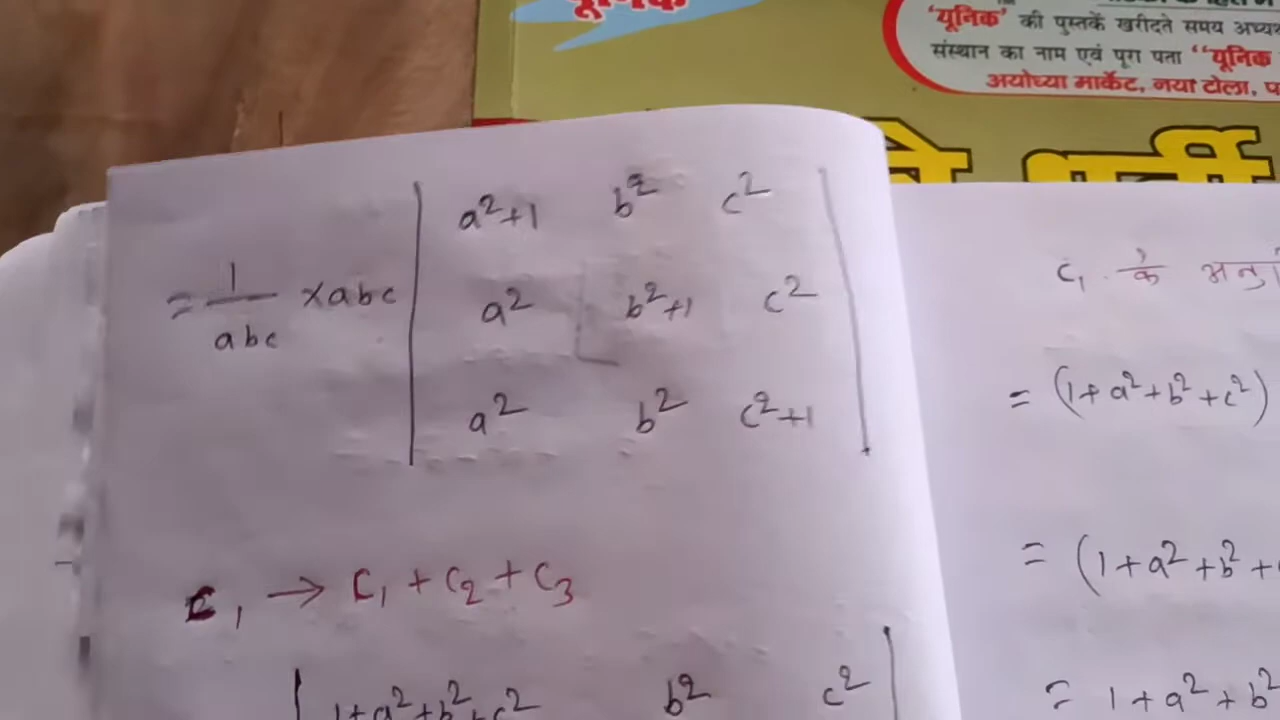 'यूनिक' की पुस्तकें खरीदते समय
संस्थान का नाम एवं पूरा पता "यूनिक
अयोध्या मार्केट, नया टोला,
= 1/abc × abc | a²+1 b² c² |
| a² b²+1 c² |
| a² b² c²+1 |
C₁ → C₁ + C₂ + C₃
| 1+a²+b²+c² b² c² |
C₁ के
= (1+a²+b²+c²)
= (1+a²+b²+
= 1+a²+b²